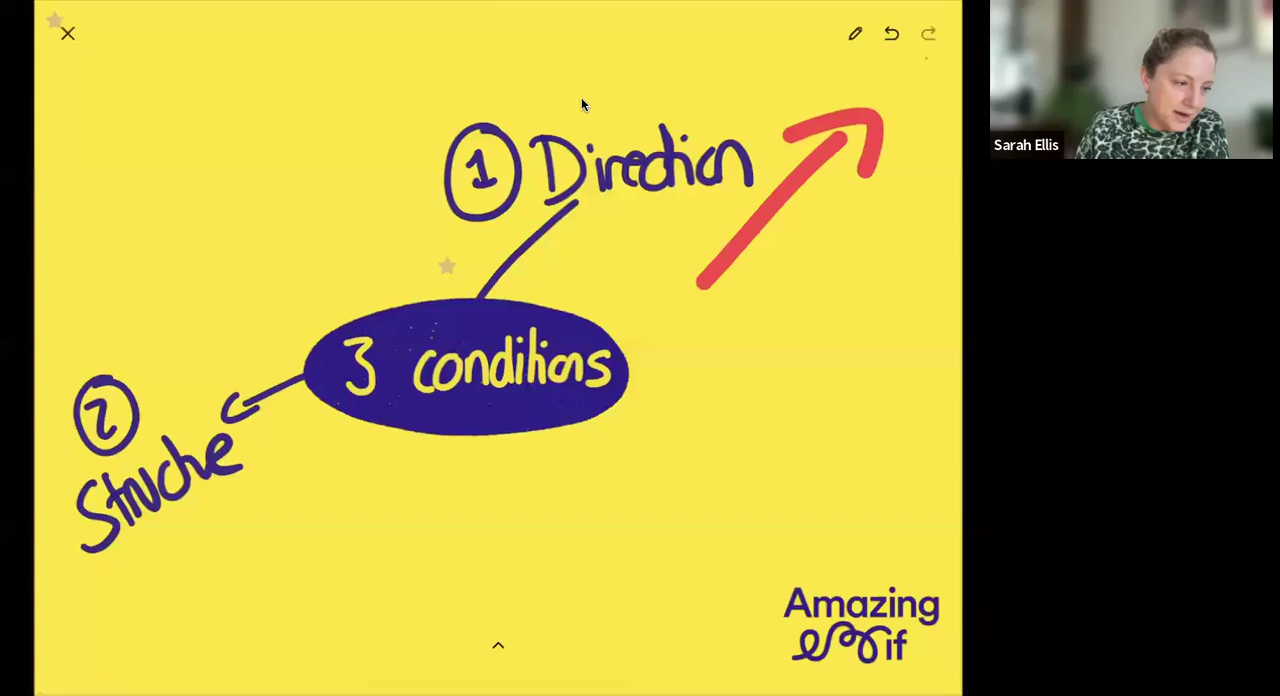 1 Direction
3 conditions
2
Structure
Amazing
if
Sarah Ellis